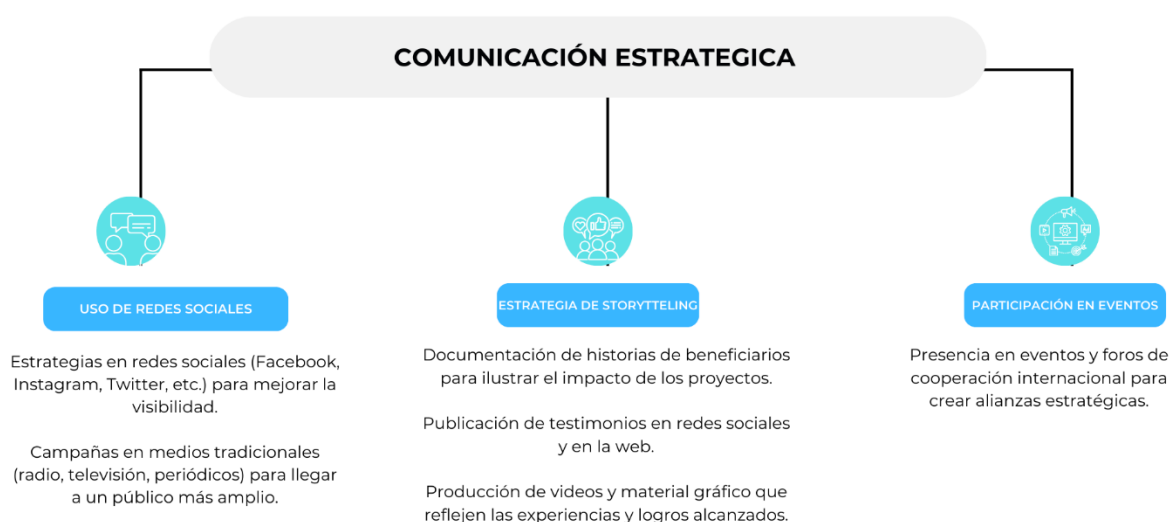 COMUNICACIÓN ESTRATEGICA
USO DE REDES SOCIALES
Estrategias en redes sociales (Facebook,
Instagram, Twitter, etc.) para mejorar la
visibilidad.
Campañas en medios tradicionales
(radio, televisión, periódicos) para llegar
a un público más amplio.
ESTRATEGIA DE STORYTTELING
Documentación de historias de beneficiarios
para ilustrar el impacto de los proyectos.
Publicación de testimonios en redes sociales
y en la web.
Producción de videos y material gráfico que
reflejen las experiencias y logros alcanzados.
PARTICIPACIÓN EN EVENTOS
Presencia en eventos y foros de
cooperación internacional para
crear alianzas estratégicas.